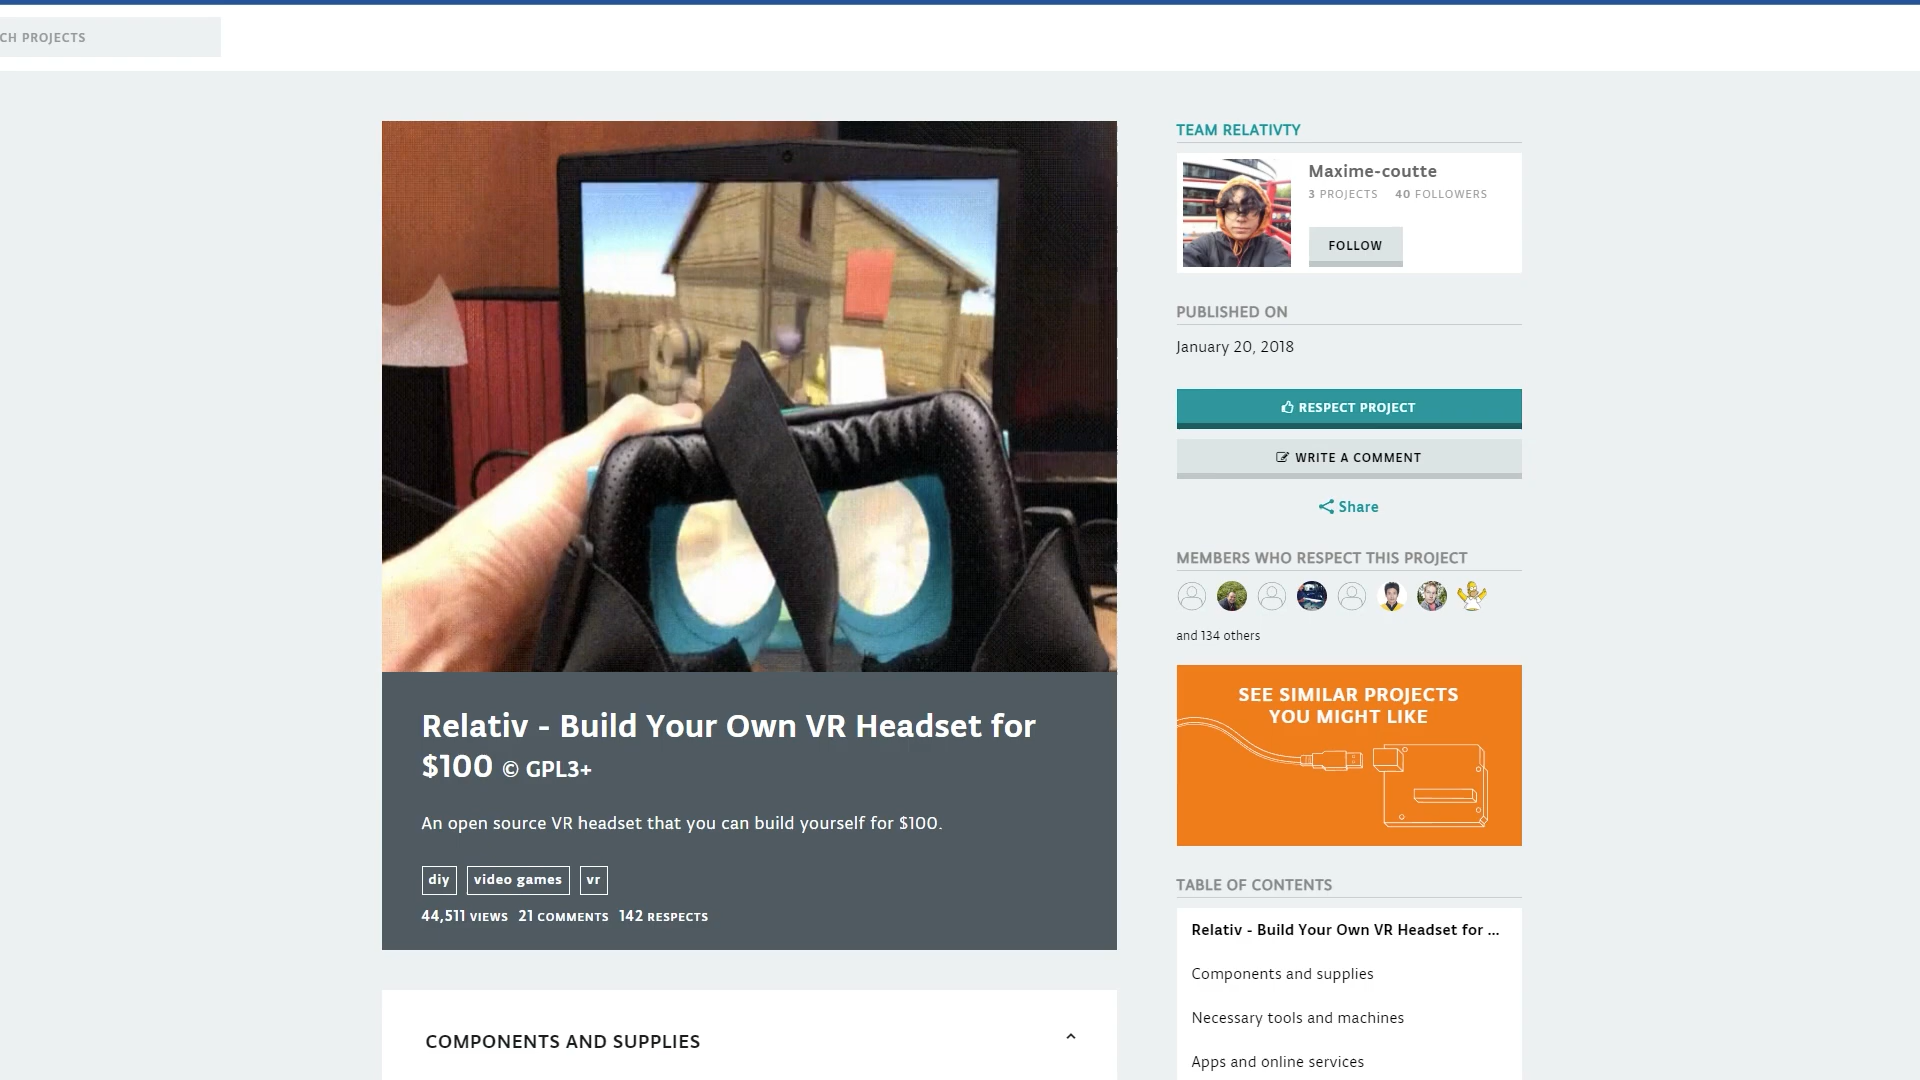 CH PROJECTS
TEAM RELATIVTY
Maxime-coutte
3 PROJECTS 40 FOLLOWERS
FOLLOW
PUBLISHED ON
January 20, 2018
RESPECT PROJECT
WRITE A COMMENT
Share
MEMBERS WHO RESPECT THIS PROJECT
and 134 others
SEE SIMILAR PROJECTS
YOU MIGHT LIKE
Relativ - Build Your Own VR Headset for
$100 © GPL3+
An open source VR headset that you can build yourself for $100.
diy video games vr
44,511 VIEWS 21 COMMENTS 142 RESPECTS
TABLE OF CONTENTS
Relativ - Build Your Own VR Headset for ...
Components and supplies
Necessary tools and machines
Apps and online services
COMPONENTS AND SUPPLIES